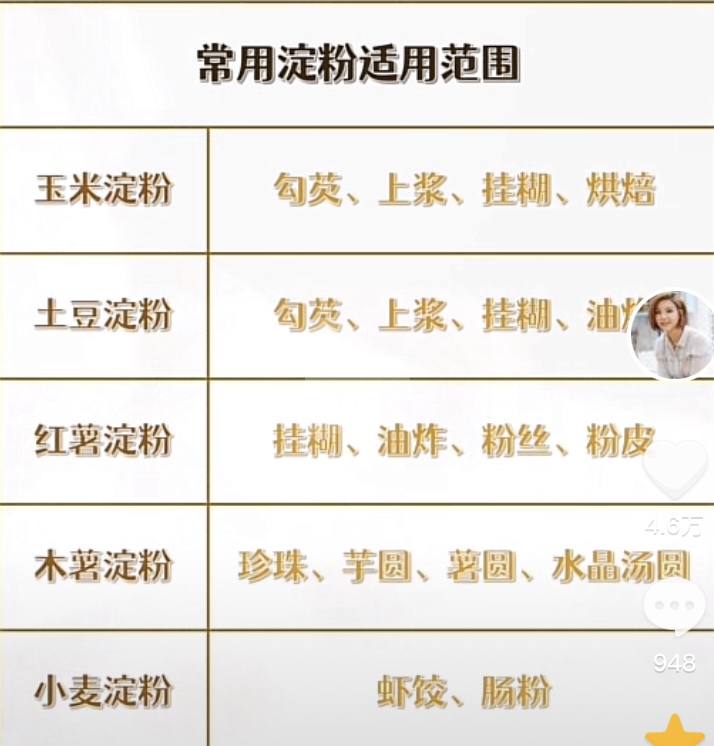 常用淀粉适用范围
玉米淀粉 勾芡、上浆、挂糊、烘焙
土豆淀粉 勾芡、上浆、挂糊、油炸
红薯淀粉 挂糊、油炸、粉丝、粉皮
4.6万
木薯淀粉 珍珠、芋圆、薯圆、水晶汤圆
948
小麦淀粉 虾饺、肠粉